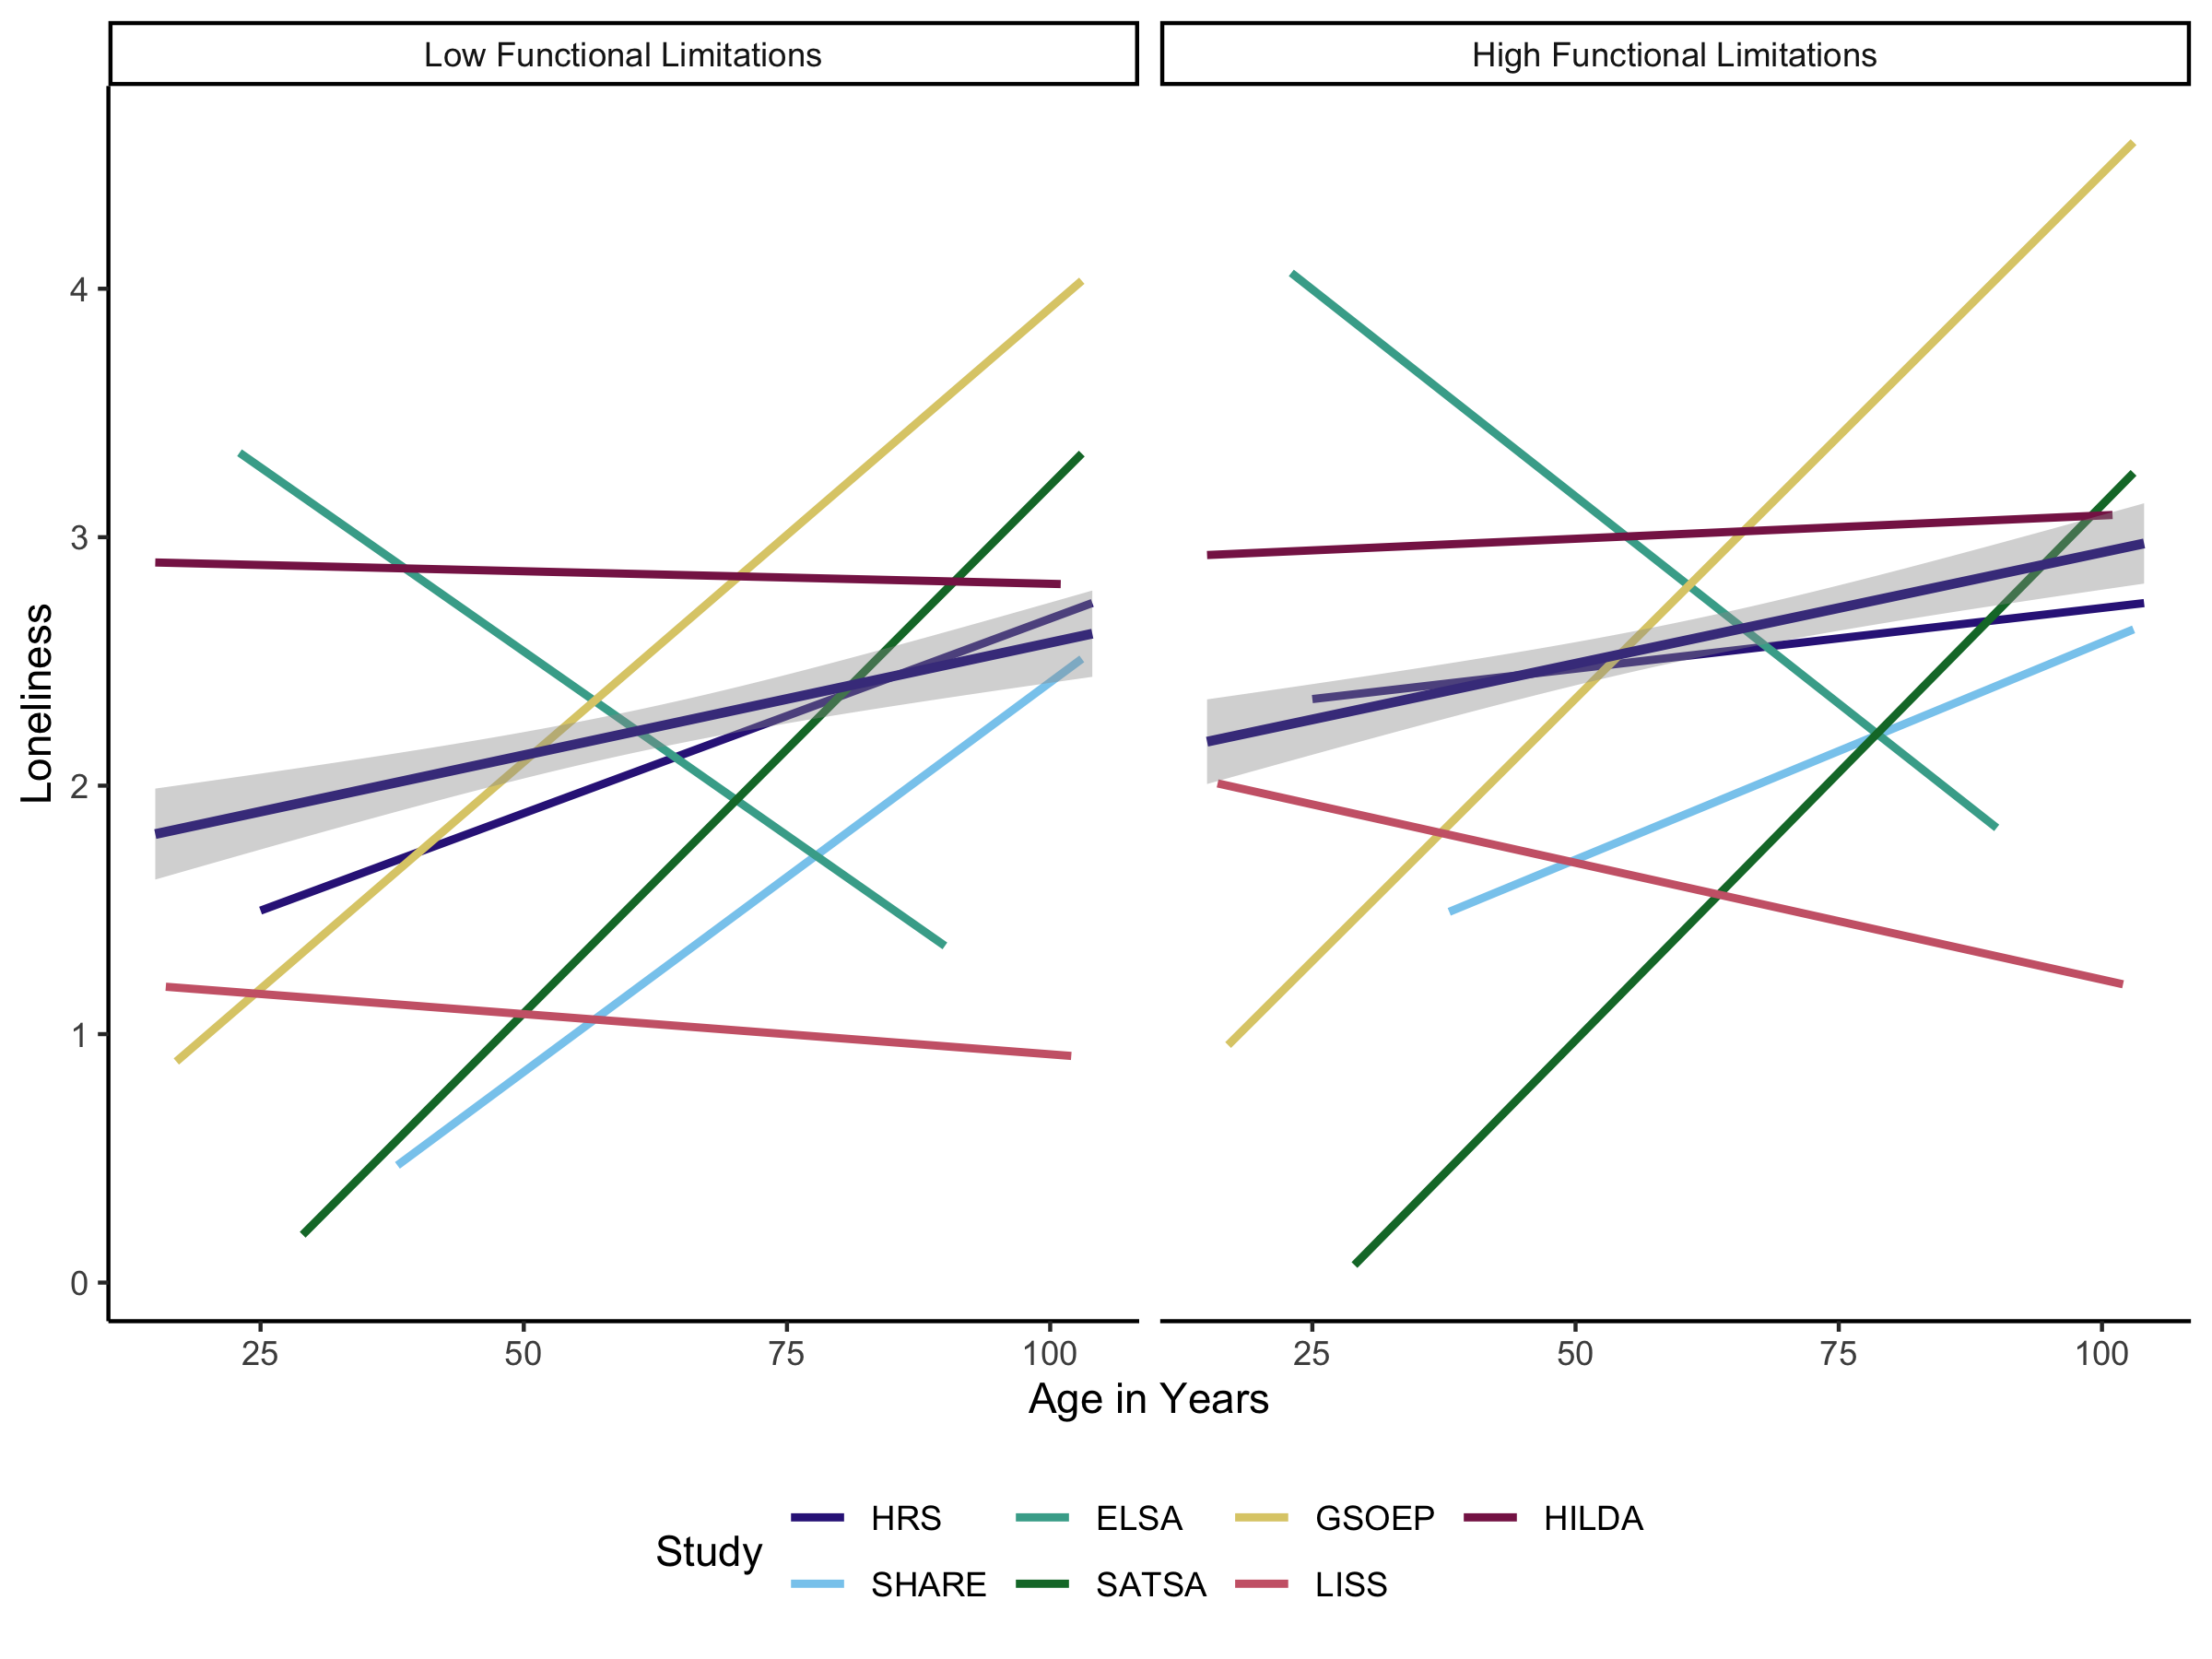 Low Functional Limitations
High Functional Limitations
Loneliness
4
3
2
1
0
25 50 75 100
25 50 75 100
Age in Years
Study
HRS ELSA GSOEP HILDA
SHARE SATSA LISS